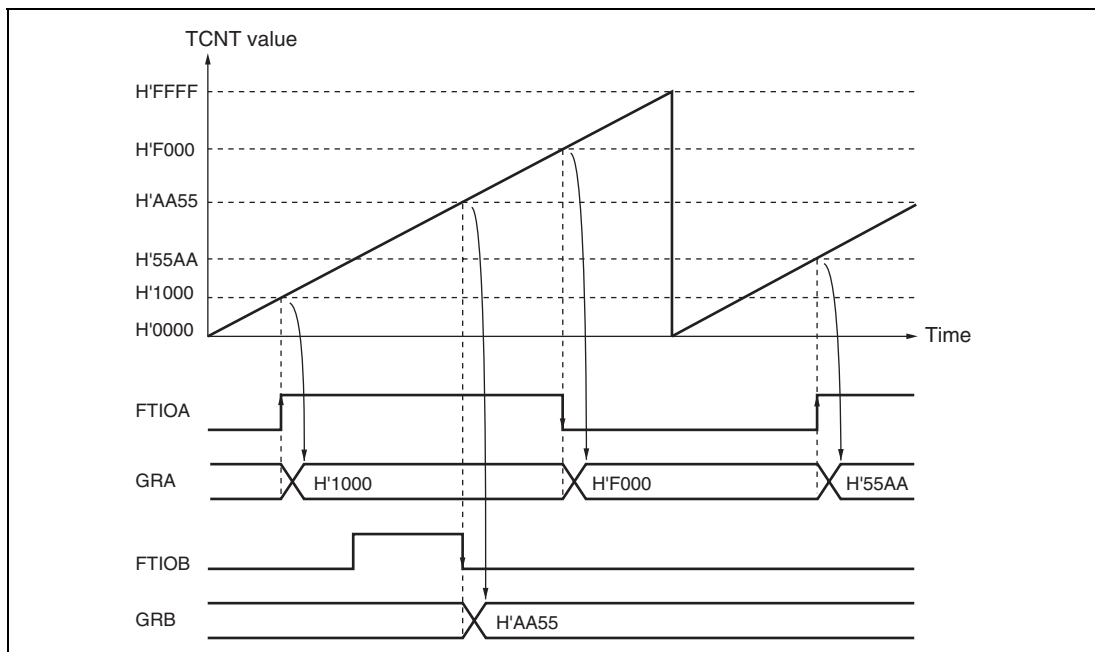 TCNT value
H'FFFF
H'F000
H'AA55
H'55AA
H'1000
H'0000
Time
FTIOA
GRA
H'1000
H'F000
H'55AA
FTIOB
GRB
H'AA55